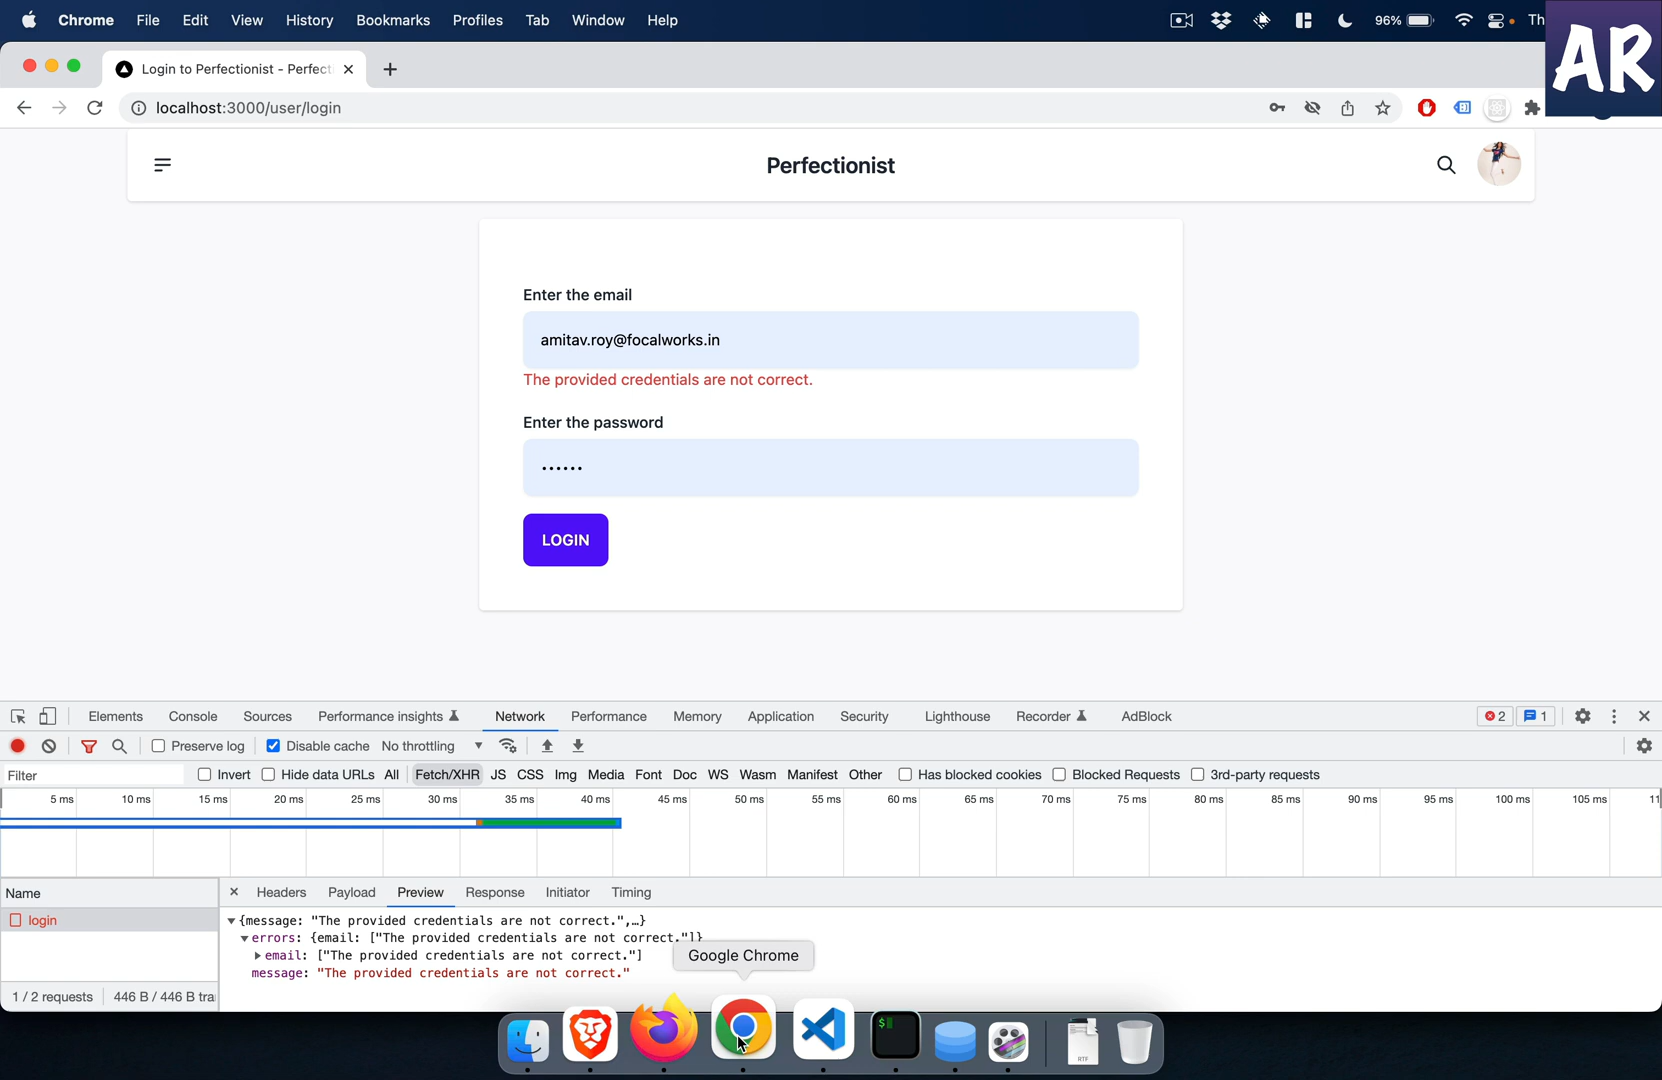 Chrome File Edit View History Bookmarks Profiles Tab Window Help 96% Th
AR
Login to Perfectionist - Perfect
localhost:3000/user/login
Perfectionist
Enter the email
amitav.roy@focalworks.in
The provided credentials are not correct.
Enter the password
••••••
LOGIN
Elements Console Sources Performance insights Network Performance Memory Application Security Lighthouse Recorder AdBlock 2 1
Preserve log Disable cache No throttling
Filter Invert Hide data URLs All Fetch/XHR JS CSS Img Media Font Doc WS Wasm Manifest Other Has blocked cookies Blocked Requests 3rd-party requests
5 ms 10 ms 15 ms 20 ms 25 ms 30 ms 35 ms 40 ms 45 ms 50 ms 55 ms 60 ms 65 ms 70 ms 75 ms 80 ms 85 ms 90 ms 95 ms 100 ms 105 ms 11
Name Headers Payload Preview Response Initiator Timing
login
{message: "The provided credentials are not correct.",…}
errors: {email: ["The provided credentials are not correct."]}
email: ["The provided credentials are not correct."]
message: "The provided credentials are not correct."
Google Chrome
1 / 2 requests 446 B / 446 B tra
$
RTF